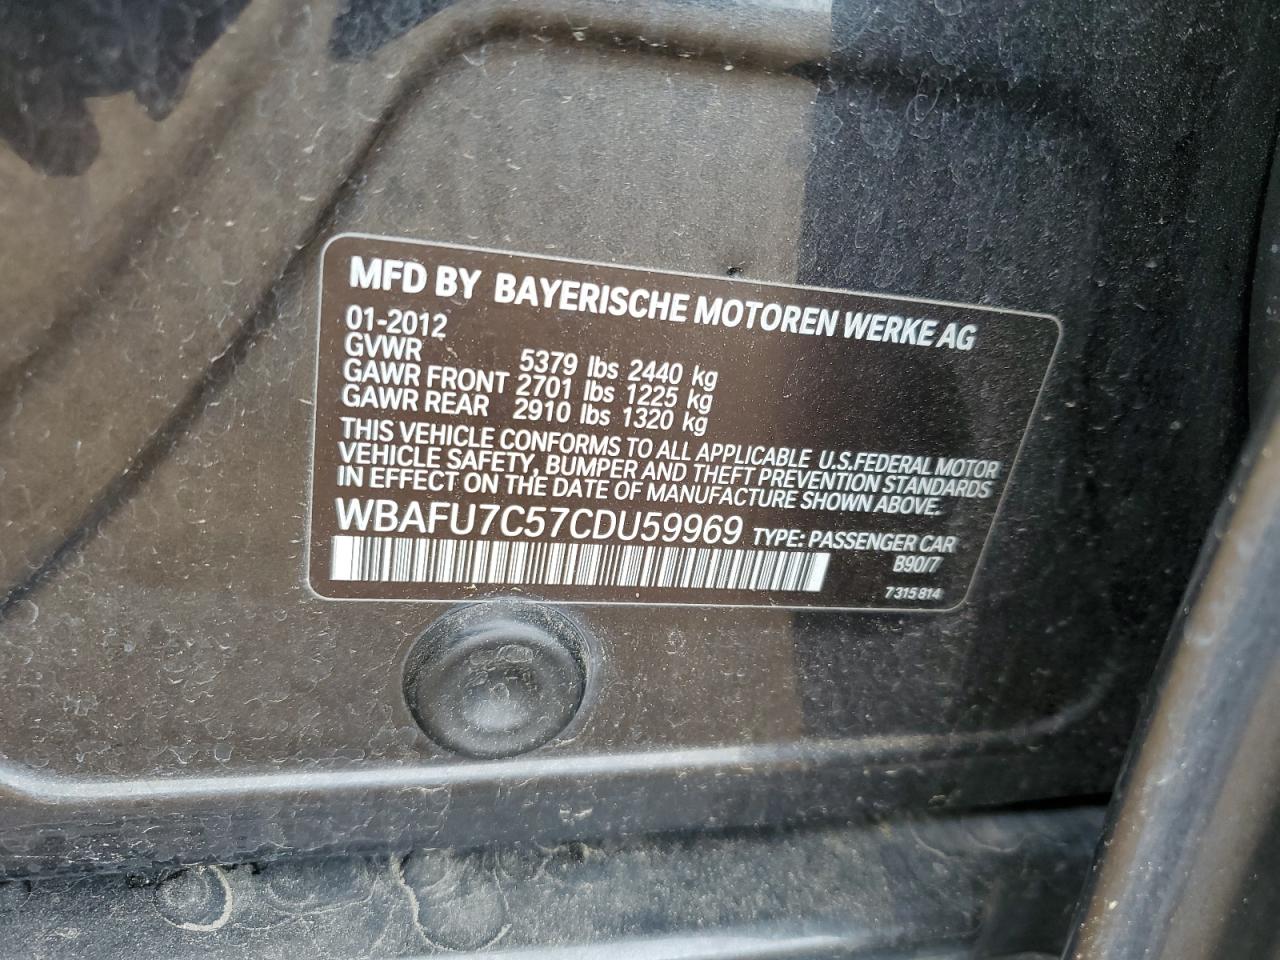 MFD BY BAYERISCHE MOTOREN WERKE AG
01-2012
GVWR 5379 lbs 2440 kg
GAWR FRONT 2701 lbs 1225 kg
GAWR REAR 2910 lbs 1320 kg
THIS VEHICLE CONFORMS TO ALL APPLICABLE U.S.FEDERAL MOTOR
VEHICLE SAFETY, BUMPER AND THEFT PREVENTION STANDARDS
IN EFFECT ON THE DATE OF MANUFACTURE SHOWN ABOVE.
WBAFU7C57CDU59969 TYPE: PASSENGER CAR
B90/7
7 315 814